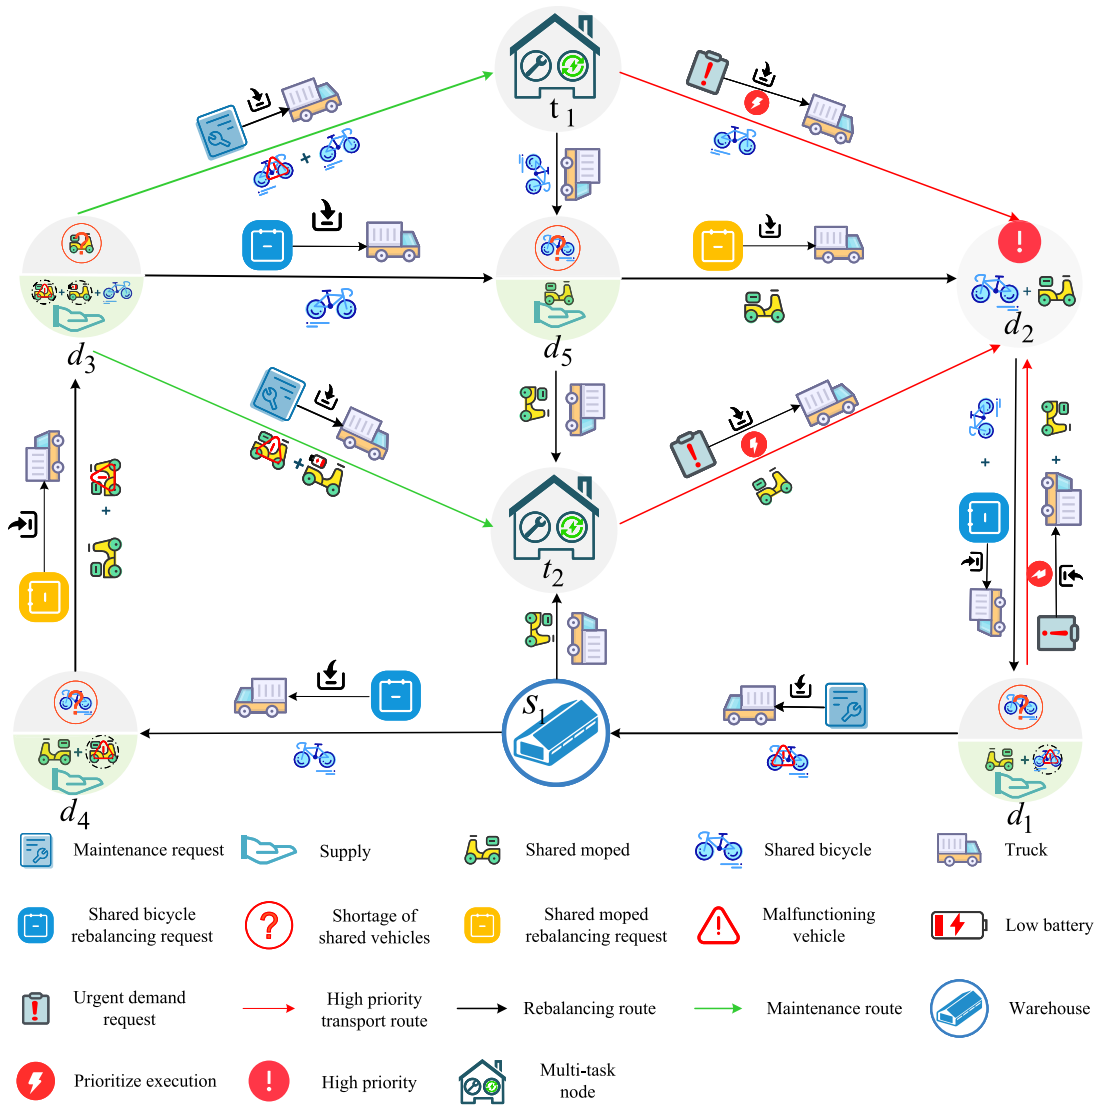 t 1
d3
d5
d2
t2
S1
d4
d1
Maintenance request
Supply
Shared moped
Shared bicycle
Truck
Shared bicycle
rebalancing request
Shortage of
shared vehicles
Shared moped
rebalancing request
Malfunctioning
vehicle
Low battery
Urgent demand
request
High priority
transport route
Rebalancing route
Maintenance route
Warehouse
Prioritize execution
High priority
Multi-task
node